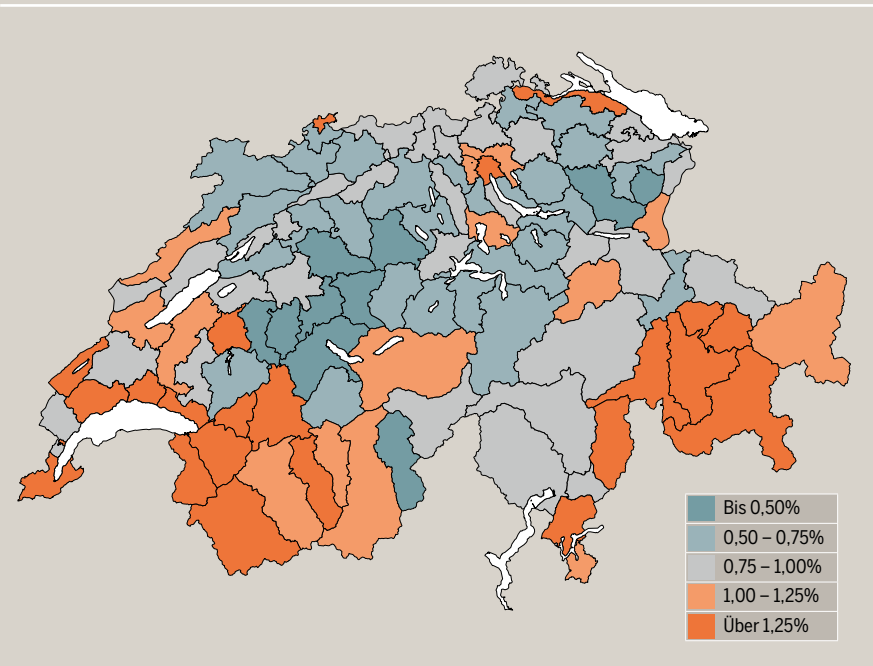 Bis 0,50%
0,50 – 0,75%
0,75 – 1,00%
1,00 – 1,25%
Über 1,25%